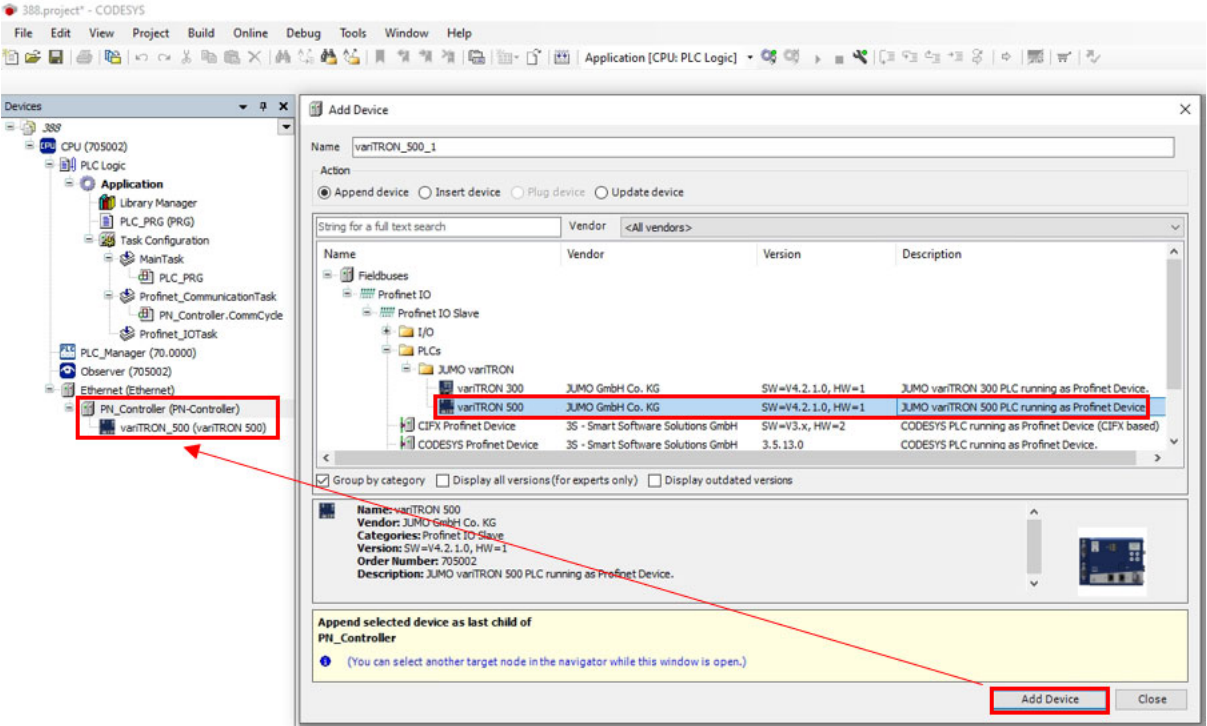 388.project* - CODESYS
File Edit View Project Build Online Debug Tools Window Help
Application [CPU: PLC Logic]
Devices
388
CPU (705002)
PLC Logic
Application
Library Manager
PLC_PRG (PRG)
Task Configuration
MainTask
PLC_PRG
Profinet_CommunicationTask
PN_Controller.CommCycle
Profinet_IOTask
PLC_Manager (70.0000)
Observer (705002)
Ethernet (Ethernet)
PN_Controller (PN-Controller)
variTRON_500 (variTRON 500)
Add Device
Name variTRON_500_1
Action
Append device Insert device Plug device Update device
String for a full text search Vendor <All vendors>
Name Vendor Version Description
Fieldbuses
Profinet IO
Profinet IO Slave
I/O
PLCs
JUMO variTRON
variTRON 300 JUMO GmbH Co. KG SW=V4.2.1.0, HW=1 JUMO variTRON 300 PLC running as Profinet Device.
variTRON 500 JUMO GmbH Co. KG SW=V4.2.1.0, HW=1 JUMO variTRON 500 PLC running as Profinet Device
CIFX Profinet Device 3S - Smart Software Solutions GmbH SW=V3.x, HW=2 CODESYS PLC running as Profinet Device (CIFX based)
CODESYS Profinet Device 3S - Smart Software Solutions GmbH 3.5.13.0 CODESYS PLC running as Profinet Device.
Group by category Display all versions (for experts only) Display outdated versions
Name: variTRON 500
Vendor: JUMO GmbH Co. KG
Categories: Profinet IO Slave
Version: SW=V4.2.1.0, HW=1
Order Number: 705002
Description: JUMO variTRON 500 PLC running as Profinet Device.
Append selected device as last child of
PN_Controller
(You can select another target node in the navigator while this window is open.)
Add Device Close